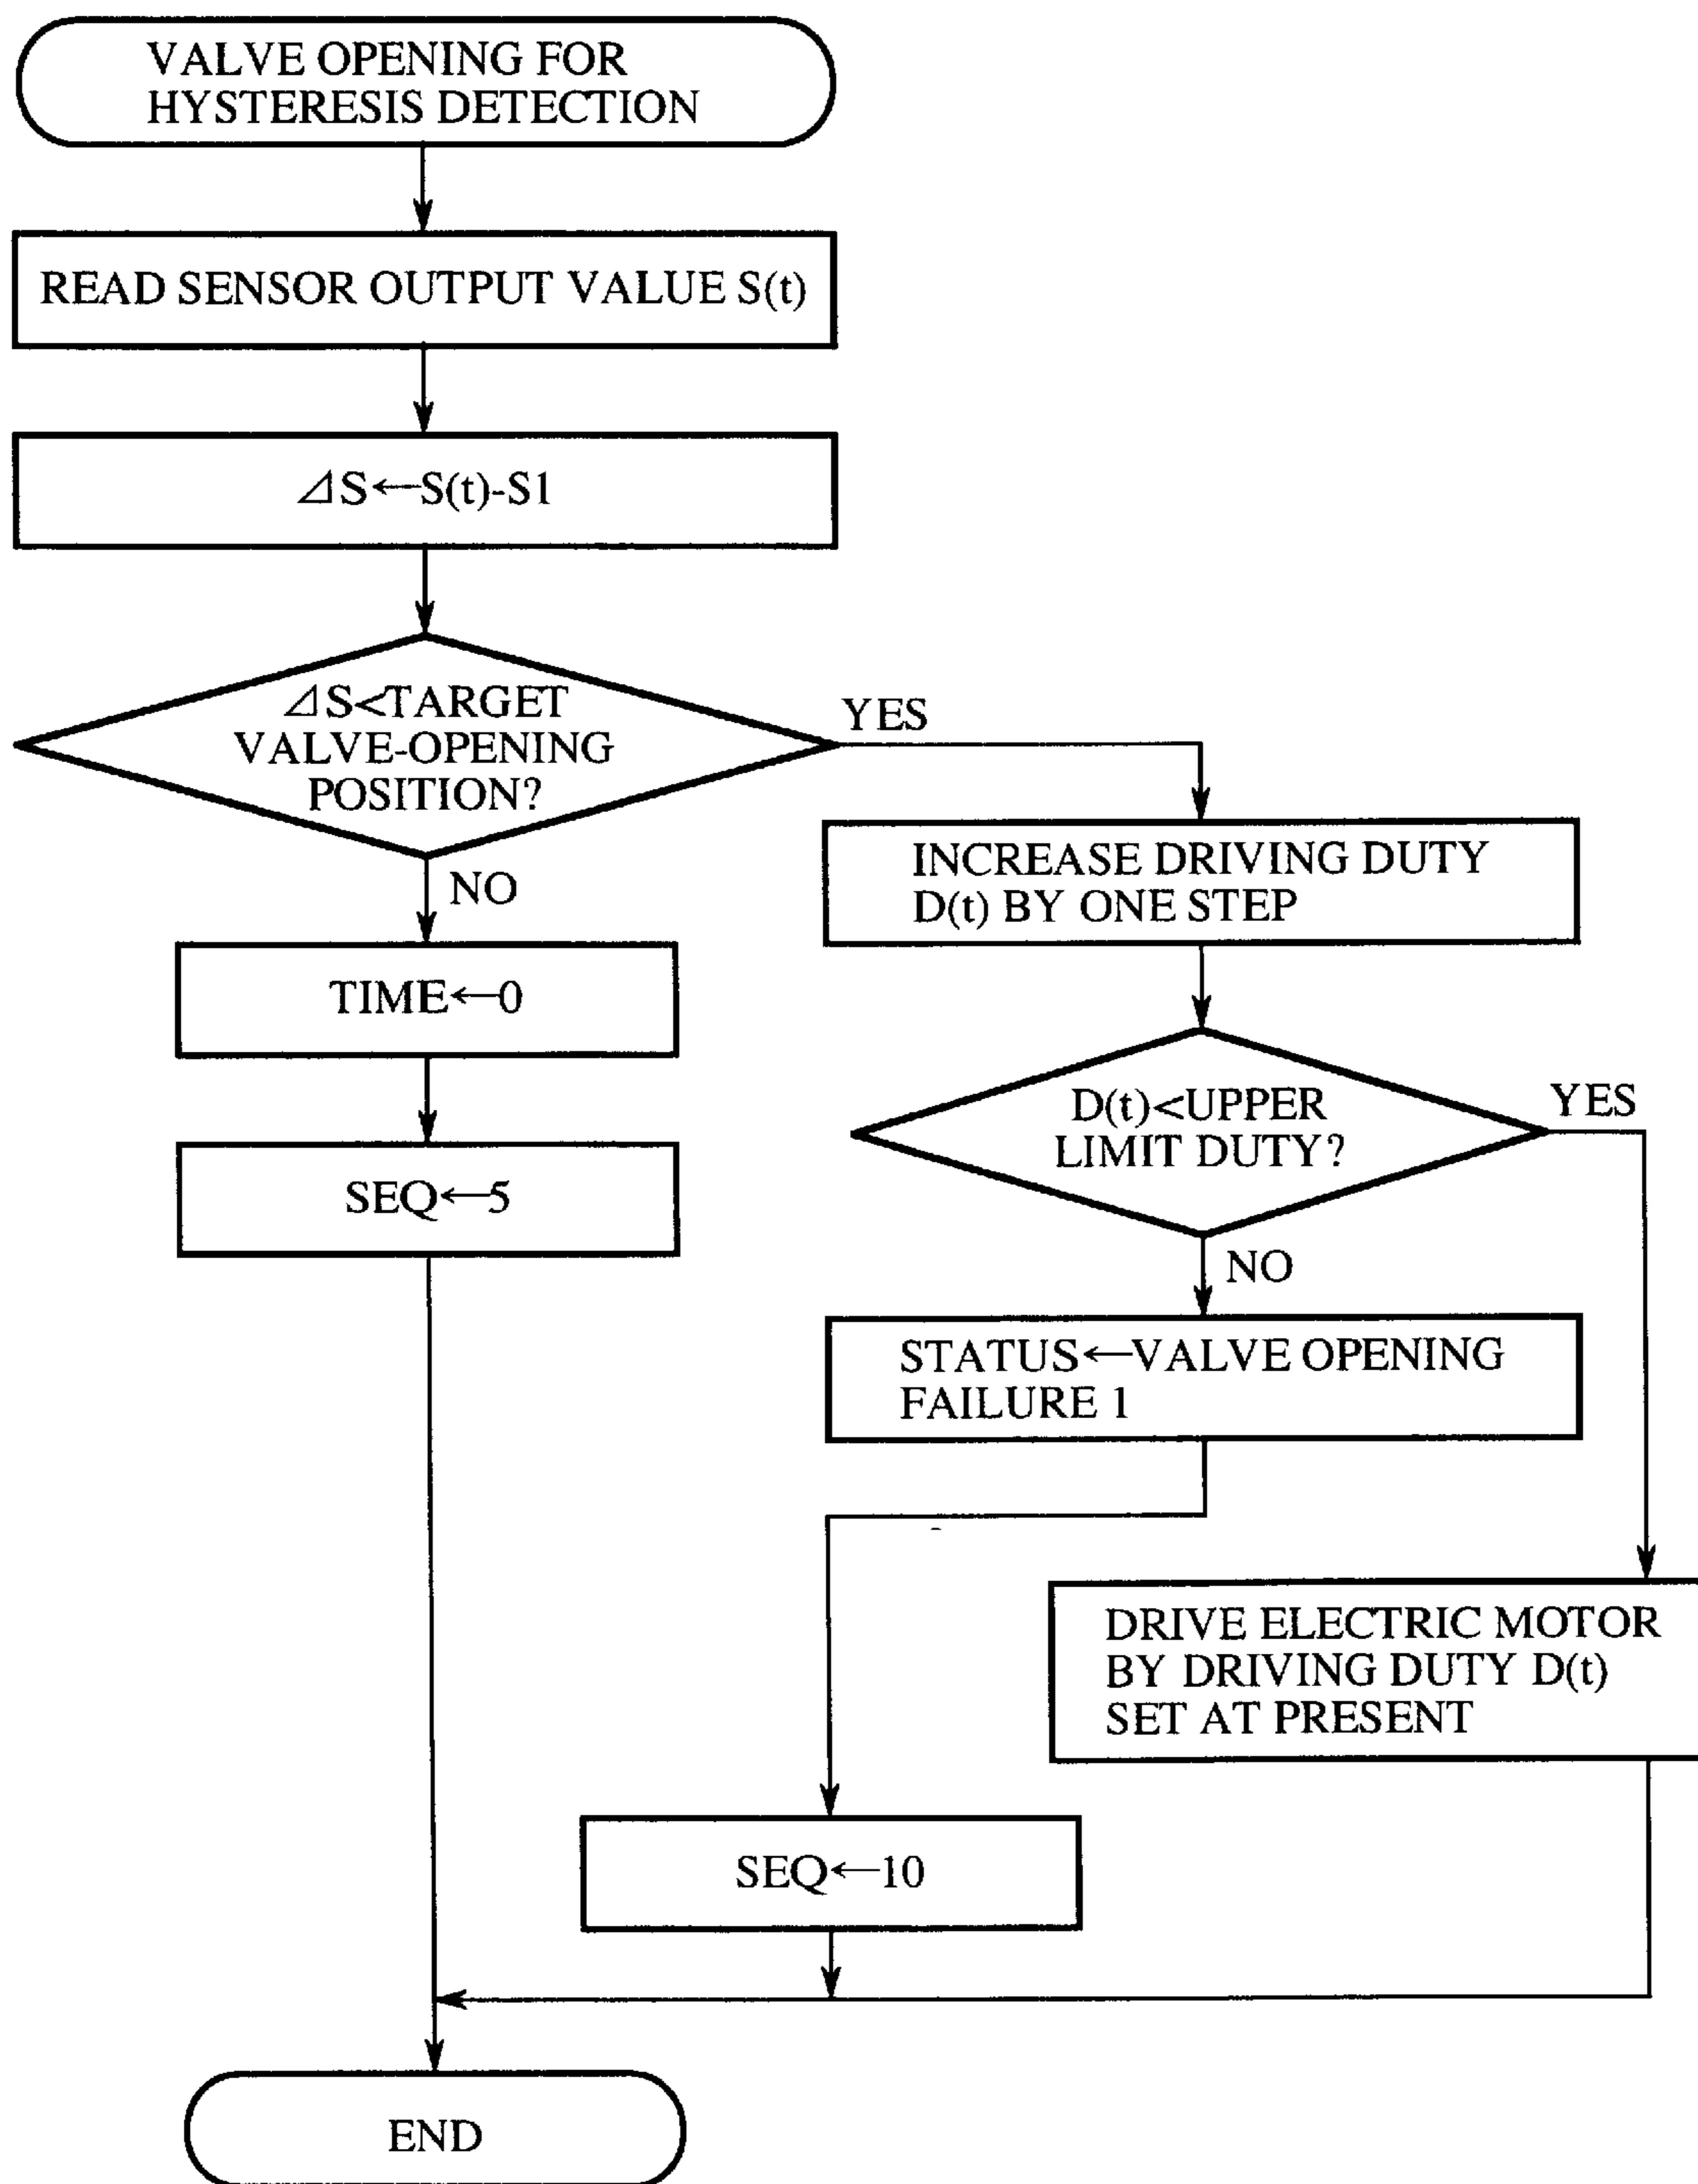 VALVE OPENING FOR
HYSTERESIS DETECTION
READ SENSOR OUTPUT VALUE S(t)
⊿S←S(t)-S1
⊿S<TARGET
VALVE-OPENING
POSITION?
YES
NO
INCREASE DRIVING DUTY
D(t) BY ONE STEP
TIME←0
D(t)<UPPER
LIMIT DUTY?
YES
SEQ←5
NO
STATUS←VALVE OPENING
FAILURE 1
DRIVE ELECTRIC MOTOR
BY DRIVING DUTY D(t)
SET AT PRESENT
SEQ←10
END